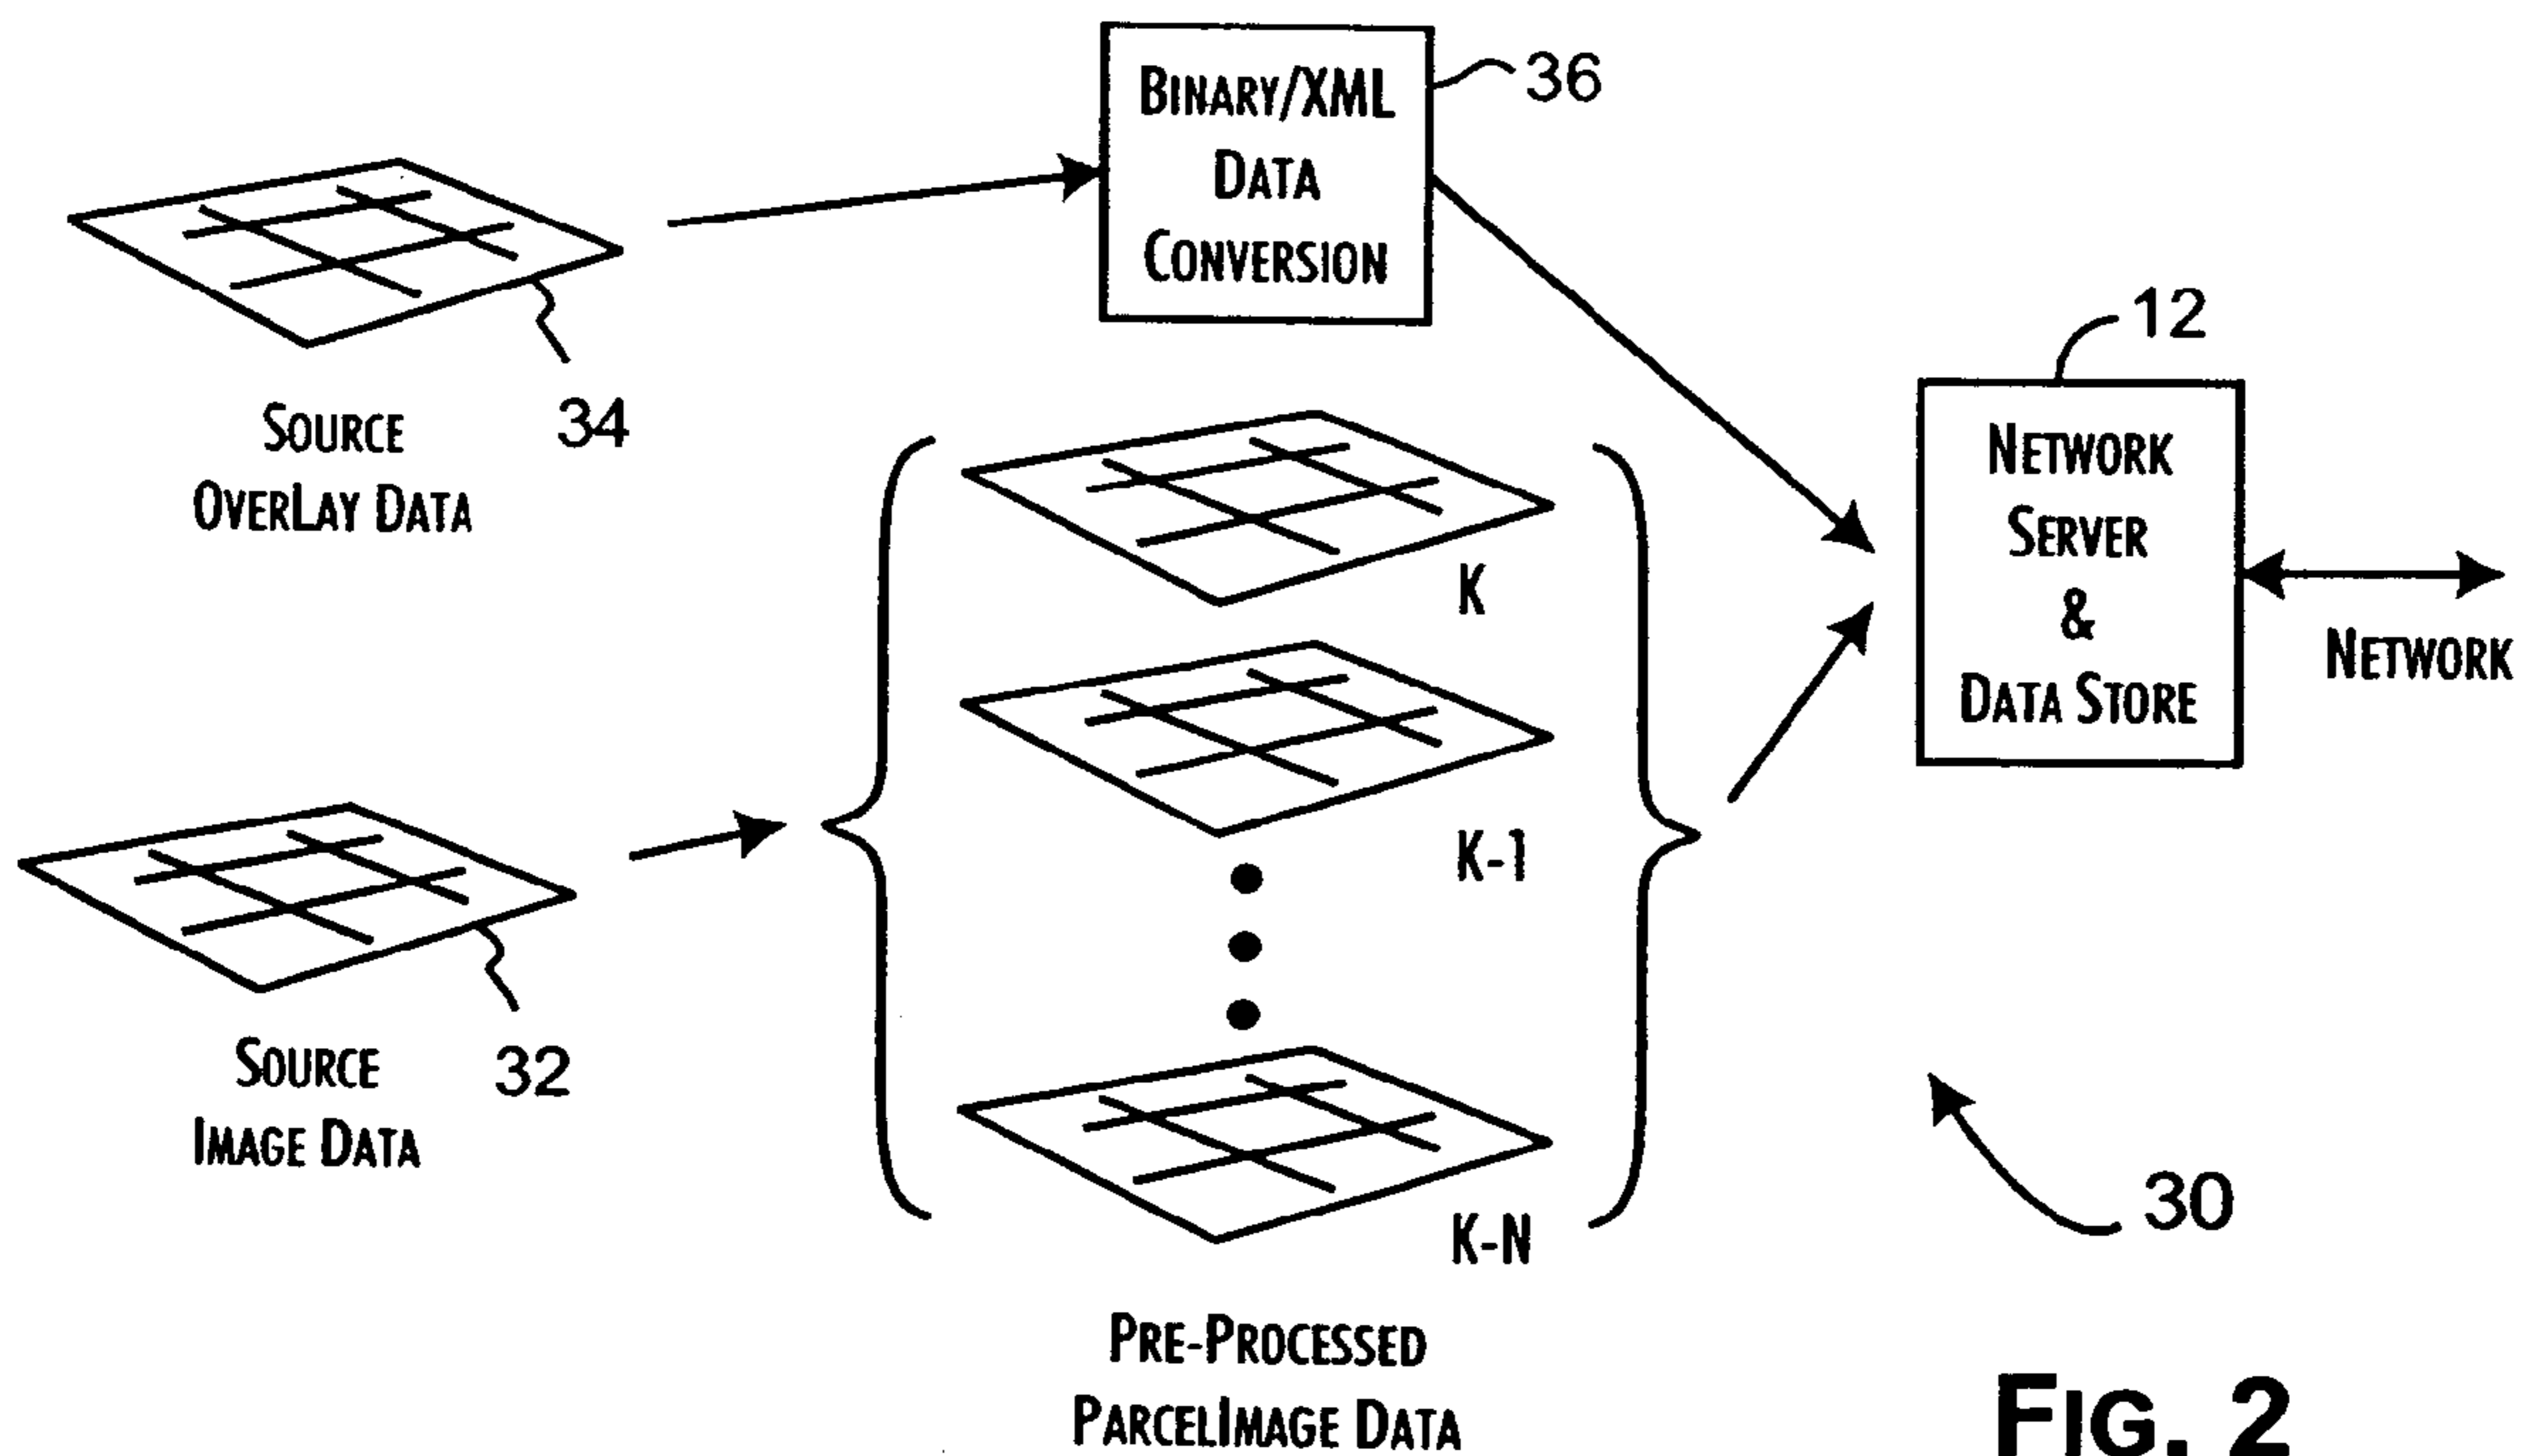 BINARY/XML
DATA
CONVERSION
36
SOURCE
OVERLAY DATA
34
12
NETWORK
SERVER
&
DATA STORE
NETWORK
K
K-1
K-N
SOURCE
IMAGE DATA
32
PRE-PROCESSED
PARCELIMAGE DATA
30
FIG. 2